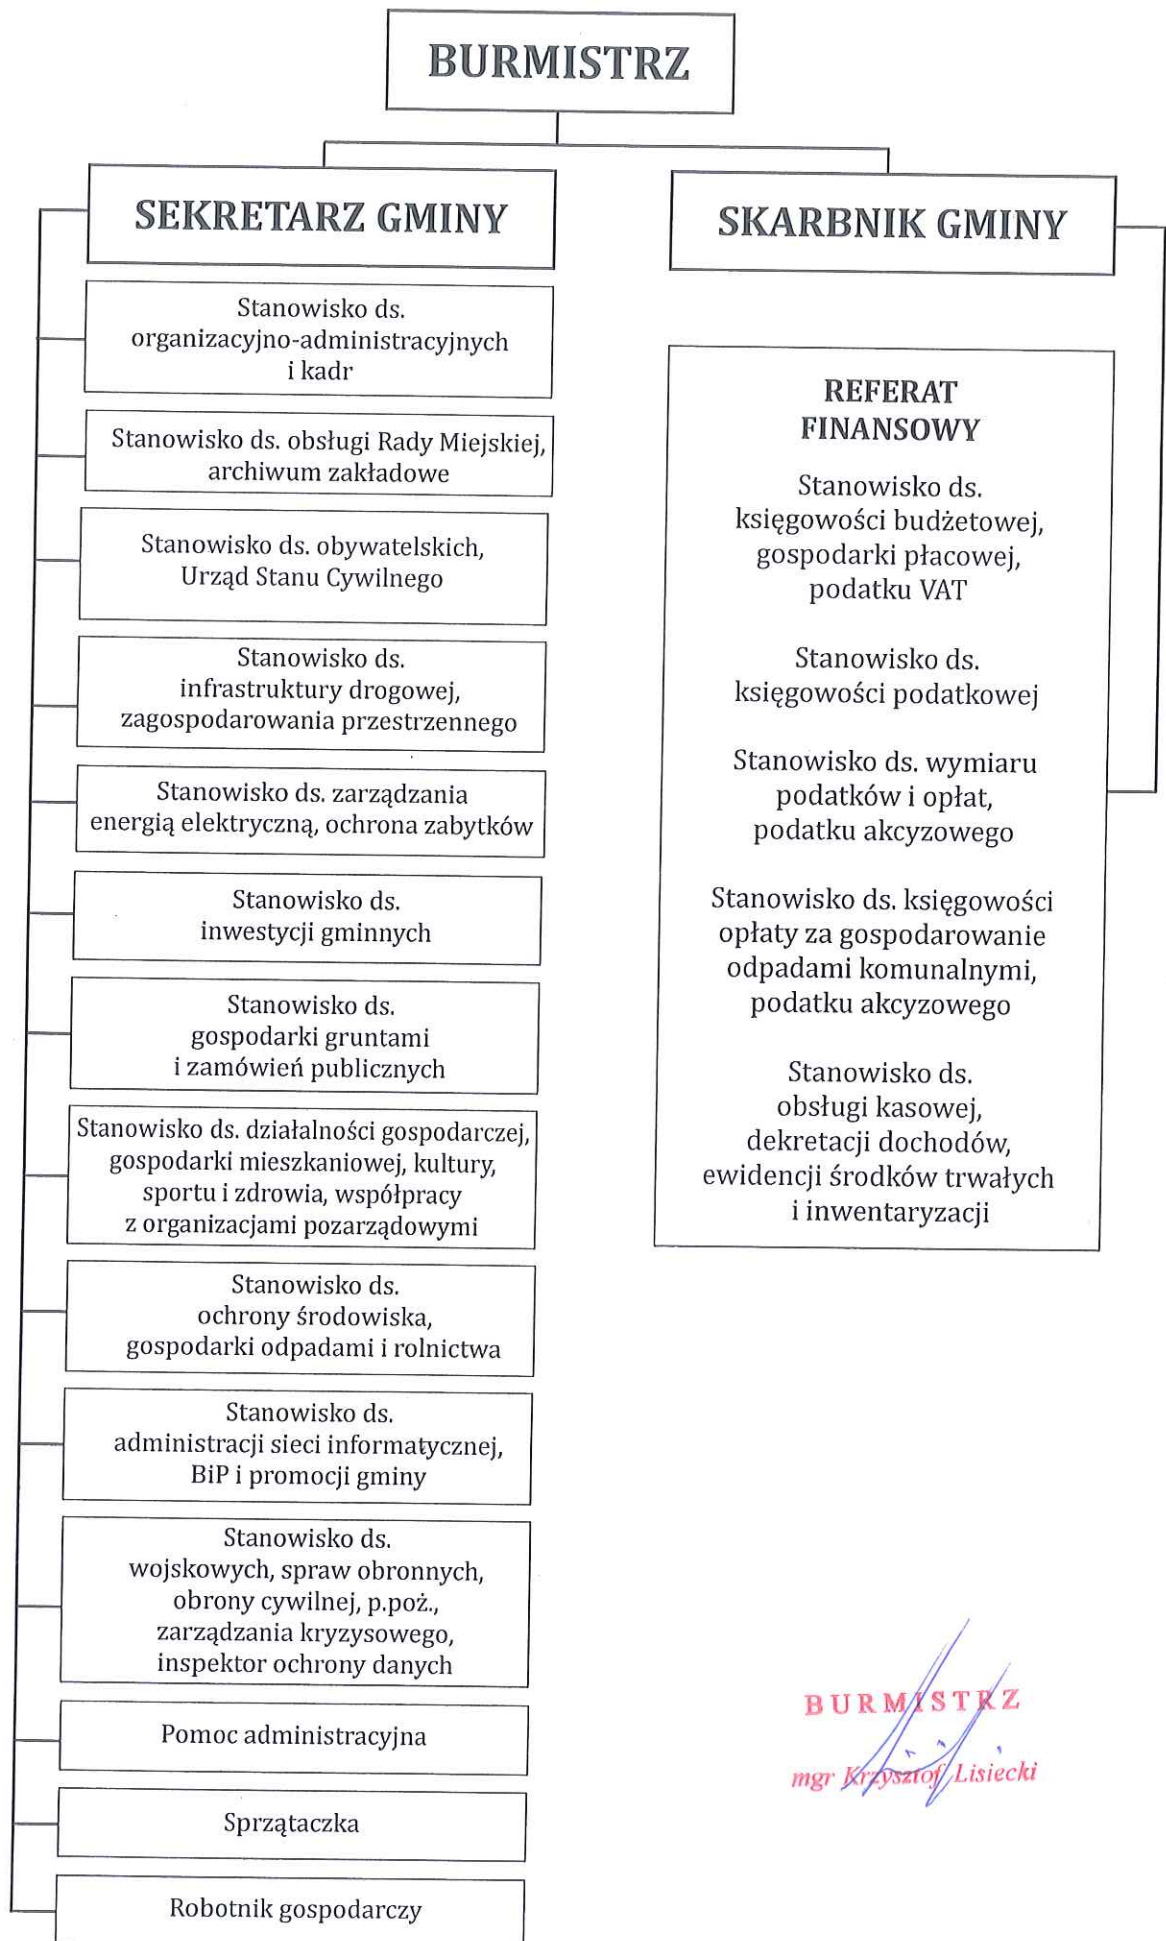 BURMISTRZ
SEKRETARZ GMINY
Stanowisko ds.
organizacyjno-administracyjnych
i kadr
Stanowisko ds. obsługi Rady Miejskiej,
archiwum zakładowe
Stanowisko ds. obywatelskich,
Urząd Stanu Cywilnego
Stanowisko ds.
infrastruktury drogowej,
zagospodarowania przestrzennego
Stanowisko ds. zarządzania
energią elektryczną, ochrona zabytków
Stanowisko ds.
inwestycji gminnych
Stanowisko ds.
gospodarki gruntami
i zamówień publicznych
Stanowisko ds. działalności gospodarczej,
gospodarki mieszkaniowej, kultury,
sportu i zdrowia, współpracy
z organizacjami pozarządowymi
Stanowisko ds.
ochrony środowiska,
gospodarki odpadami i rolnictwa
Stanowisko ds.
administracji sieci informatycznej,
BiP i promocji gminy
Stanowisko ds.
wojskowych, spraw obronnych,
obrony cywilnej, p.poż.,
zarządzania kryzysowego,
inspektor ochrony danych
Pomoc administracyjna
Sprzątaczka
Robotnik gospodarczy
SKARBNIK GMINY
REFERAT
FINANSOWY
Stanowisko ds.
księgowości budżetowej,
gospodarki płacowej,
podatku VAT
Stanowisko ds.
księgowości podatkowej
Stanowisko ds. wymiaru
podatków i opłat,
podatku akcyzowego
Stanowisko ds. księgowości
opłaty za gospodarowanie
odpadami komunalnymi,
podatku akcyzowego
Stanowisko ds.
obsługi kasowej,
dekretacji dochodów,
ewidencji środków trwałych
i inwentaryzacji
BURMISTRZ
mgr Krzysztof Lisiecki